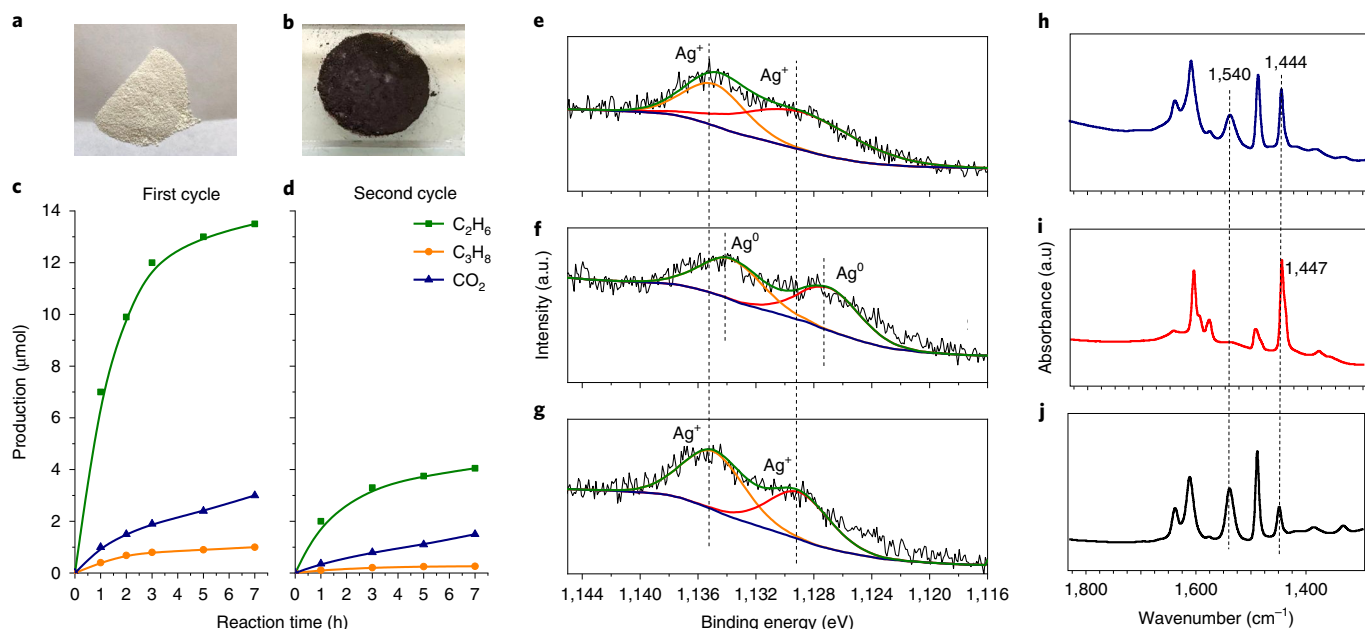 a
b
c
First cycle
14
12
10
8
6
4
2
0
Production (µmol)
0 1 2 3 4 5 6 7
d
Second cycle
C2H6
C3H8
CO2
0 1 2 3 4 5 6 7
Reaction time (h)
e
Ag+
Ag+
f
Ag0
Ag0
g
Ag+
Ag+
Intensity (a.u.)
1,144 1,140 1,136 1,132 1,128 1,124 1,120 1,116
Binding energy (eV)
h
1,540
1,444
i
1,447
j
Absorbance (a.u)
1,800 1,600 1,400
Wavenumber (cm−1)